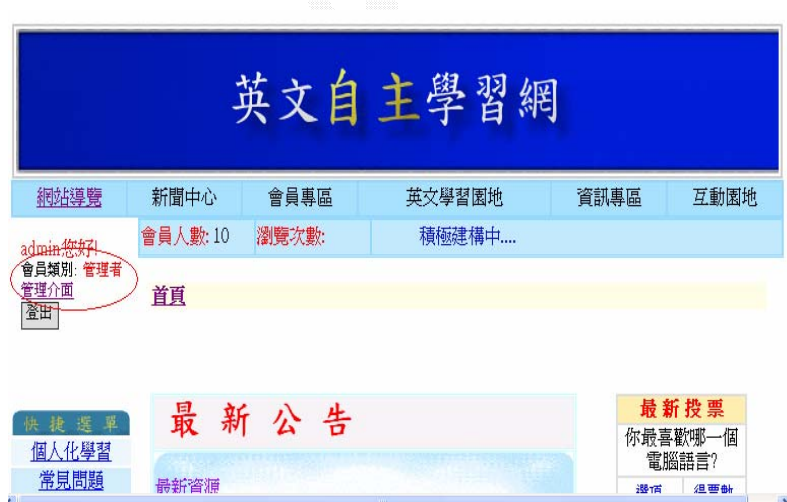 英文自主學習網
網站導覽 新聞中心 會員專區 英文學習園地 資訊專區 互動園地
admin您好!
會員類別: 管理者
管理介面
登出
會員人數: 10 瀏覽次數: 積極建構中....
首頁
快捷選單
個人化學習
常見問題
最新公告
最新資源
最新投票
你最喜歡哪一個
電腦語言?
選項 得票數